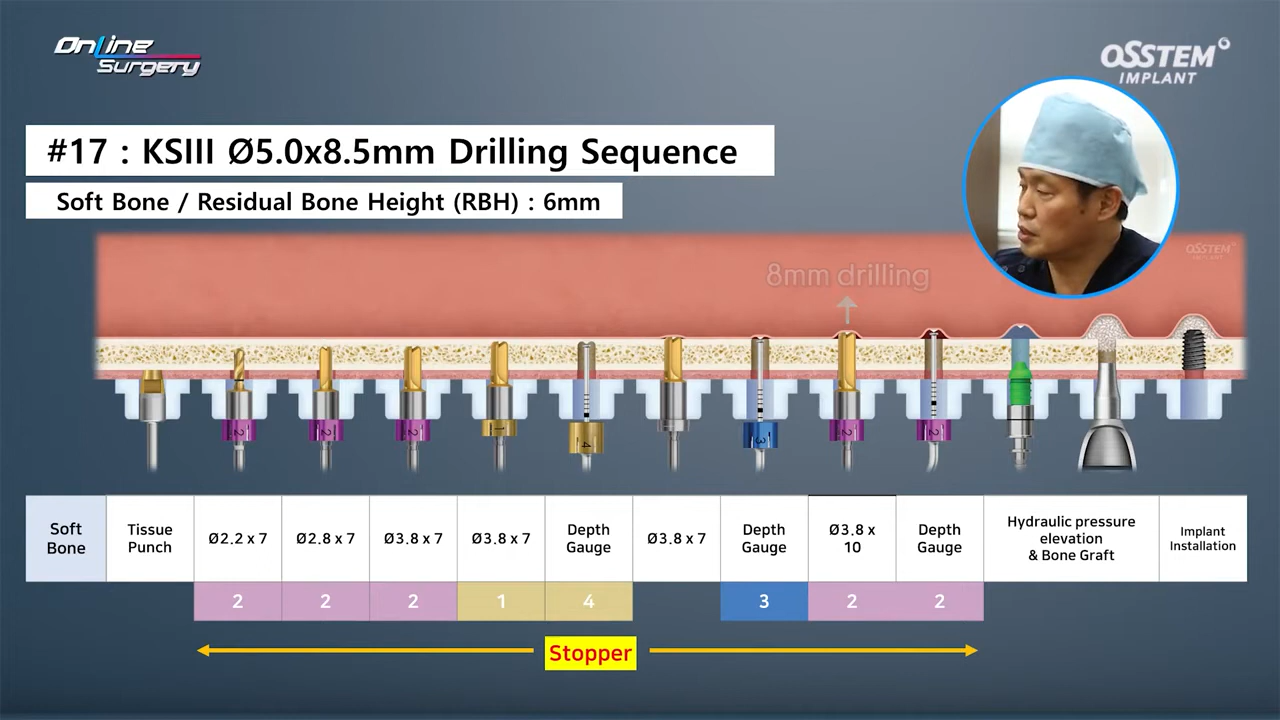 OnLine
Surgery
OSSTEM
IMPLANT
#17 : KSIII Ø5.0x8.5mm Drilling Sequence
Soft Bone / Residual Bone Height (RBH) : 6mm
OSSTEM
IMPLANT
8mm drilling
2 2 2 1 4 3 2 2
Soft
Bone
Tissue
Punch
Ø2.2 x 7
Ø2.8 x 7
Ø3.8 x 7
Ø3.8 x 7
Depth
Gauge
Ø3.8 x 7
Depth
Gauge
Ø3.8 x
10
Depth
Gauge
Hydraulic pressure
elevation
& Bone Graft
Implant
Installation
2 2 2 1 4 3 2 2
Stopper